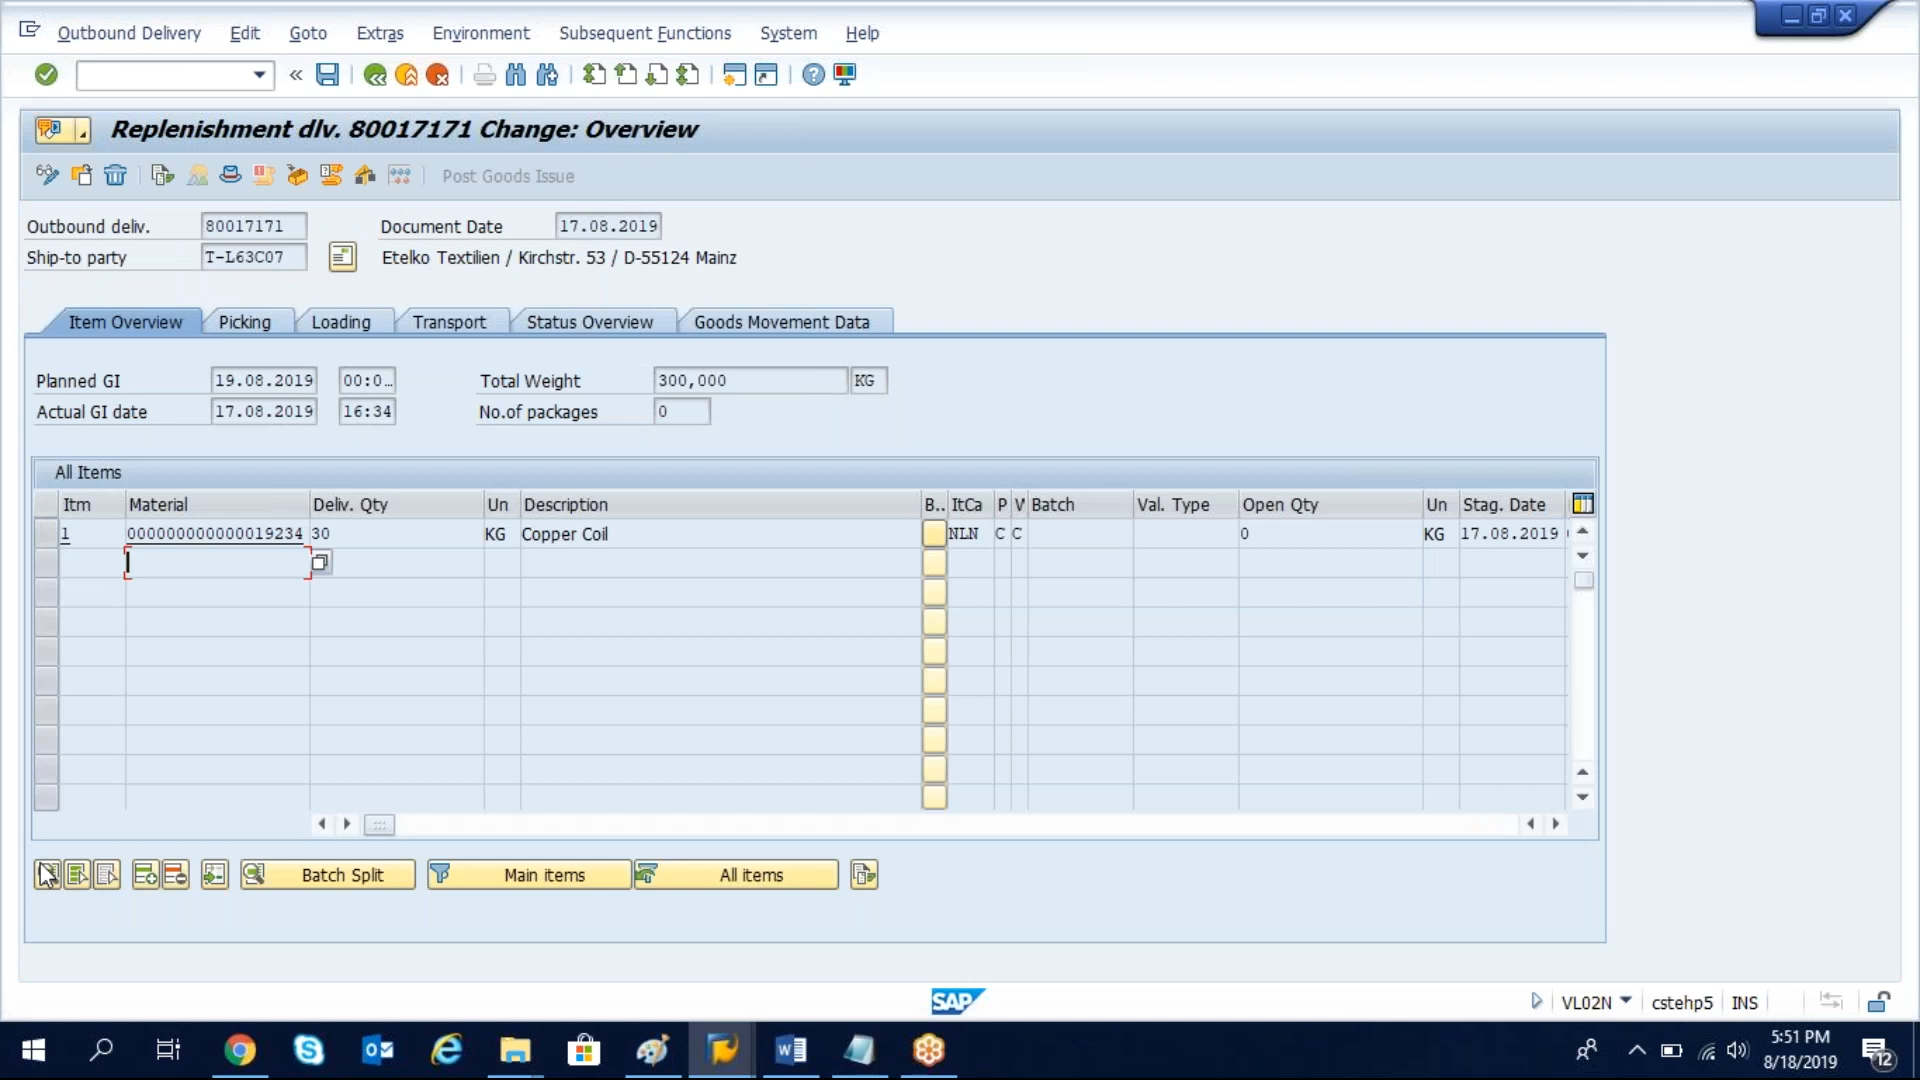 Outbound Delivery Edit Goto Extras Environment Subsequent Functions System Help
Replenishment dlv. 80017171 Change: Overview
Post Goods Issue
Outbound deliv. 80017171 Document Date 17.08.2019
Ship-to party T-L63C07 Etelko Textilien / Kirchstr. 53 / D-55124 Mainz
Item Overview Picking Loading Transport Status Overview Goods Movement Data
Planned GI 19.08.2019 00:0... Total Weight 300,000 KG
Actual GI date 17.08.2019 16:34 No.of packages 0
All Items
Itm Material Deliv. Qty Un Description B.. ItCa P V Batch Val. Type Open Qty Un Stag. Date
1 000000000000019234 30 KG Copper Coil NLN C C 0 KG 17.08.2019
Batch Split Main items All items
SAP
VL02N cstehp5 INS
5:51 PM
8/18/2019
12